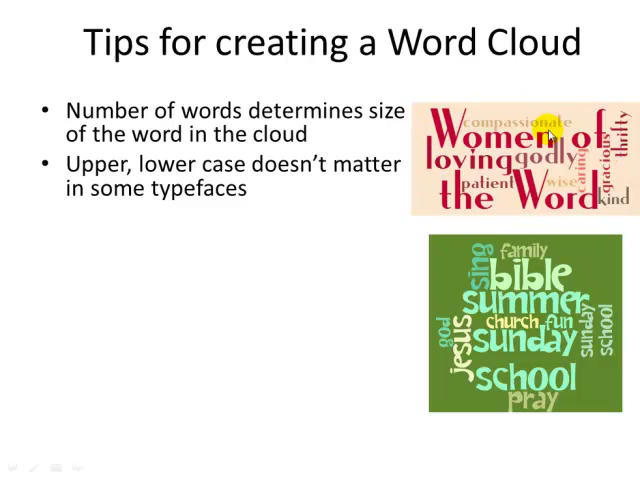 Tips for creating a Word Cloud
• Number of words determines size
of the word in the cloud
• Upper, lower case doesn't matter
in some typefaces
compassionate
Women of
thrifty
loving
godly
caring
gracious
patient
wise
the Word
kind
sing
family
bible
summer
god
jesus
church
fun
sunday
sunday
school
school
pray